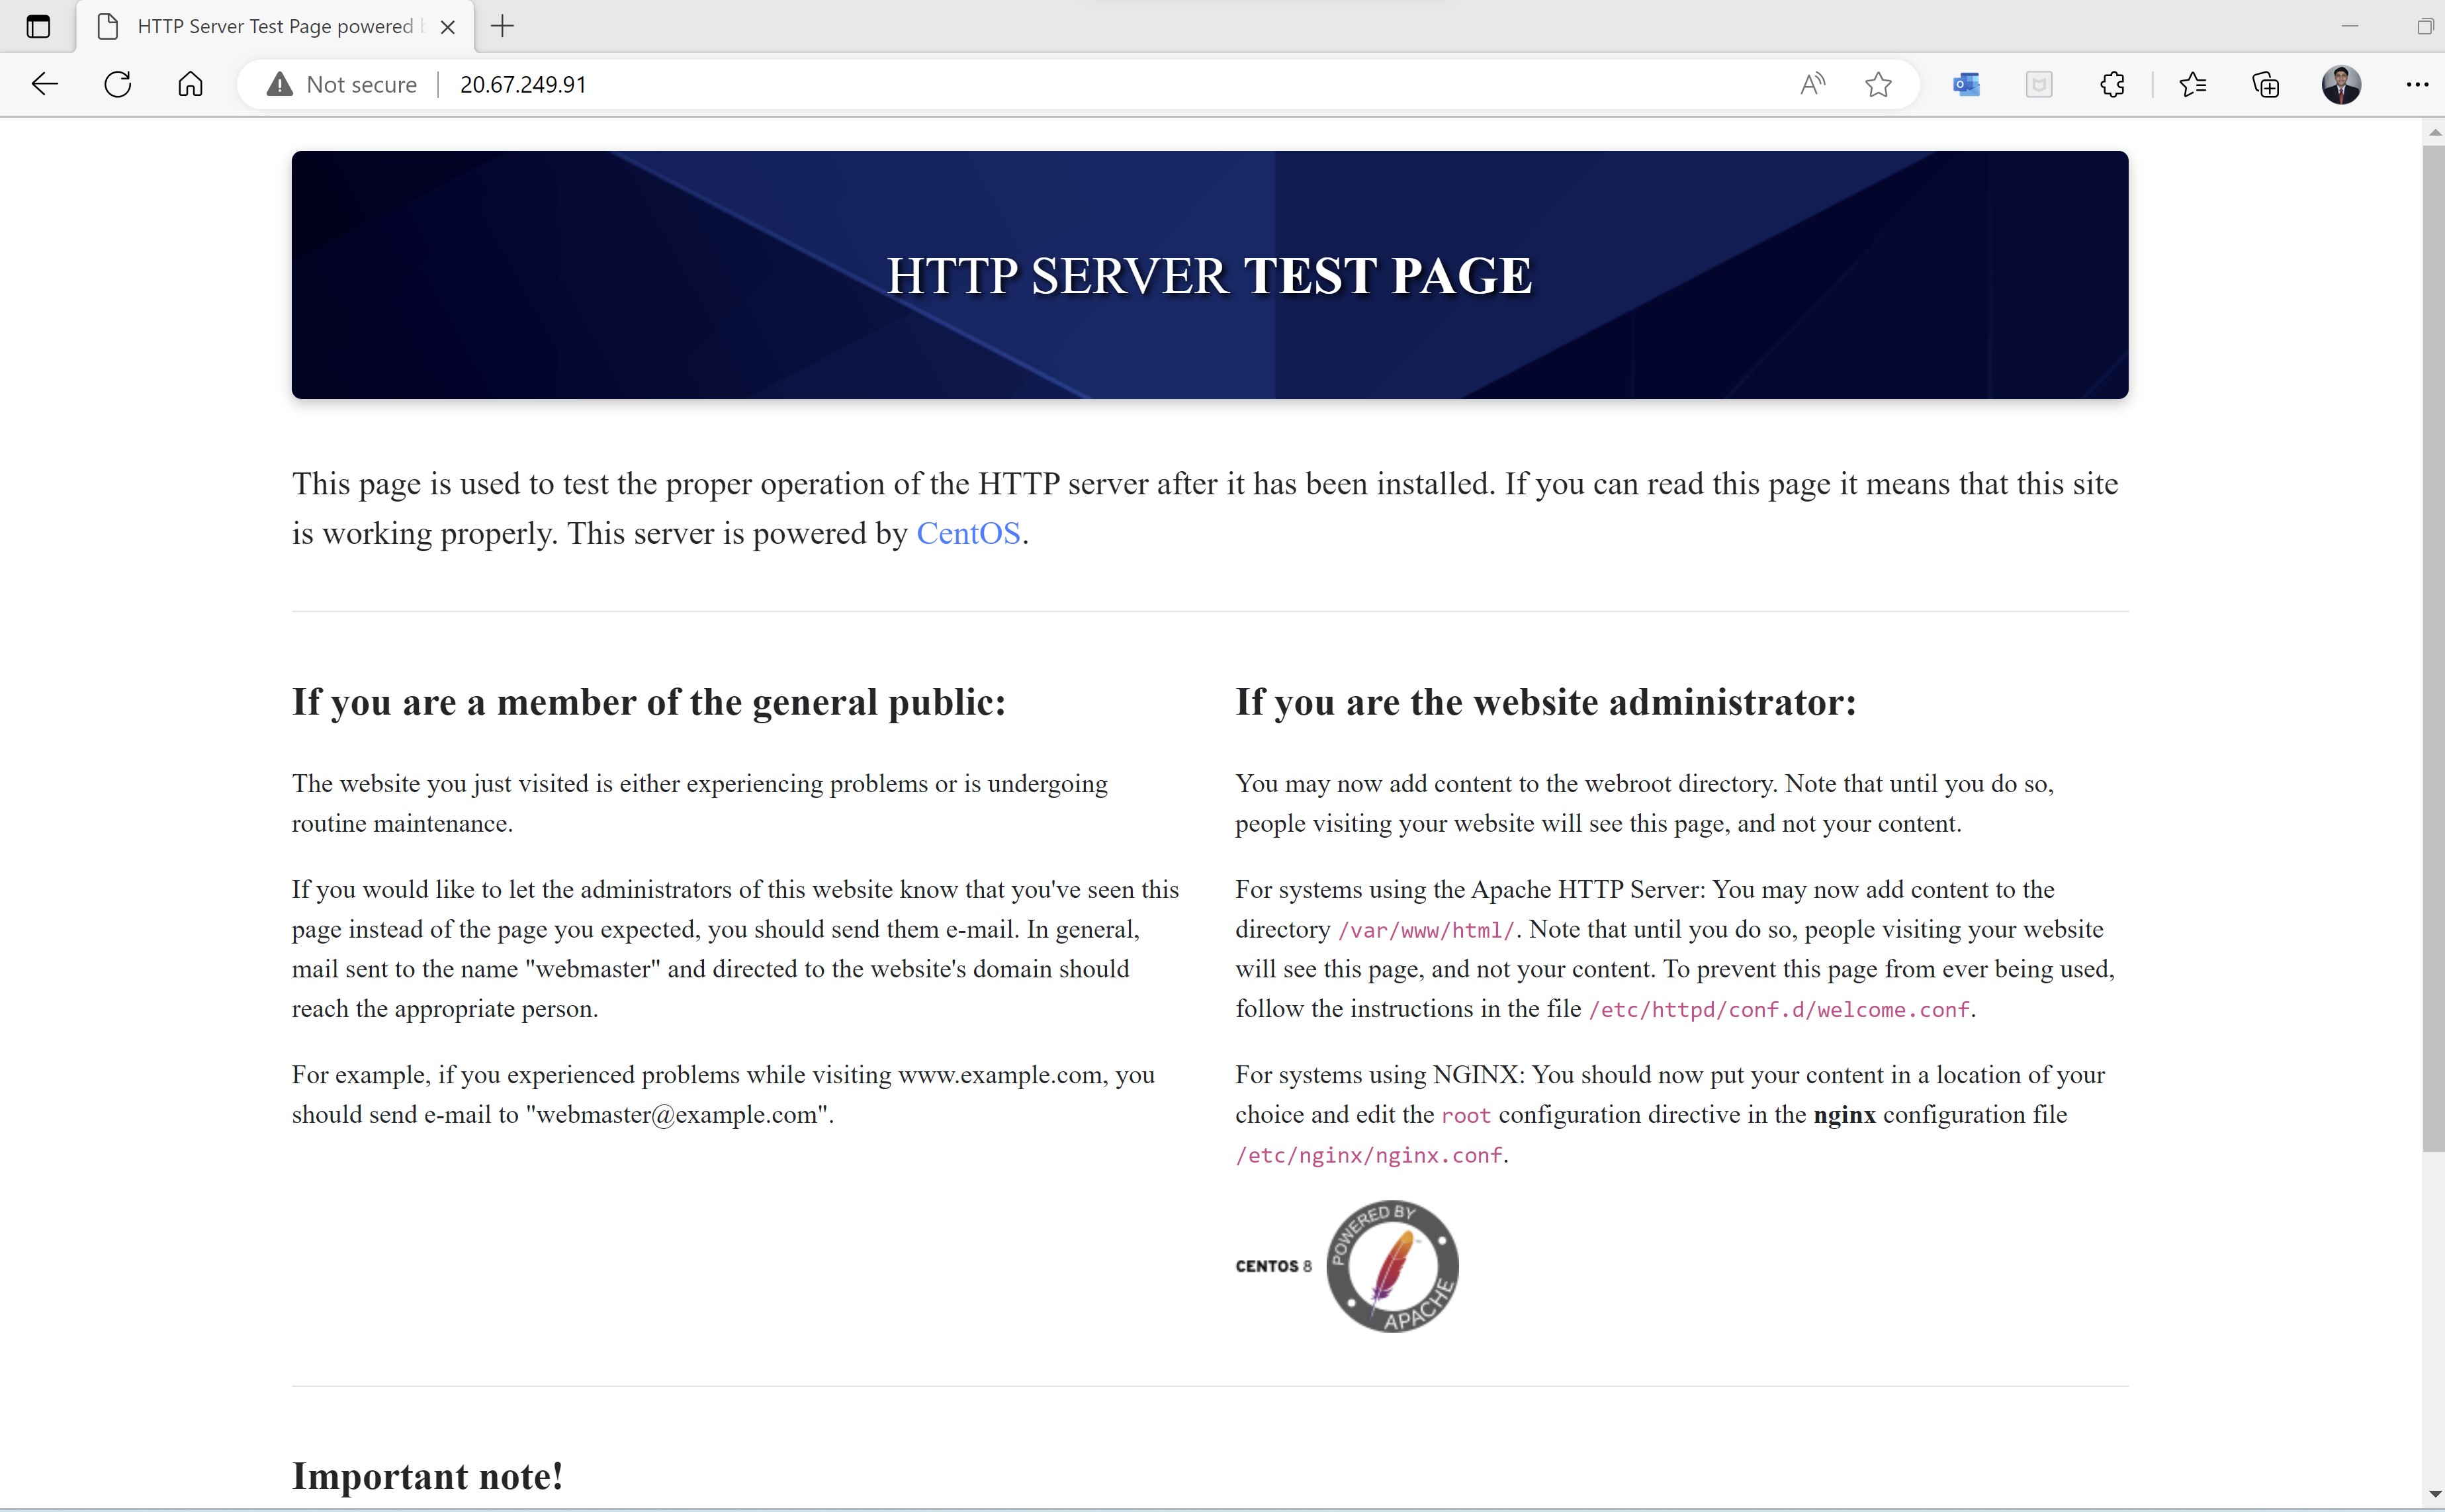 HTTP Server Test Page powered
Not secure
20.67.249.91
HTTP SERVER TEST PAGE
This page is used to test the proper operation of the HTTP server after it has been installed. If you can read this page it means that this site
is working properly. This server is powered by CentOS.
If you are a member of the general public:
The website you just visited is either experiencing problems or is undergoing
routine maintenance.
If you would like to let the administrators of this website know that you've seen this
page instead of the page you expected, you should send them e-mail. In general,
mail sent to the name "webmaster" and directed to the website's domain should
reach the appropriate person.
For example, if you experienced problems while visiting www.example.com, you
should send e-mail to "webmaster@example.com".
If you are the website administrator:
You may now add content to the webroot directory. Note that until you do so,
people visiting your website will see this page, and not your content.
For systems using the Apache HTTP Server: You may now add content to the
directory /var/www/html/. Note that until you do so, people visiting your website
will see this page, and not your content. To prevent this page from ever being used,
follow the instructions in the file /etc/httpd/conf.d/welcome.conf.
For systems using NGINX: You should now put your content in a location of your
choice and edit the root configuration directive in the nginx configuration file
/etc/nginx/nginx.conf.
CENTOS 8
POWERED BY
APACHE
Important note!